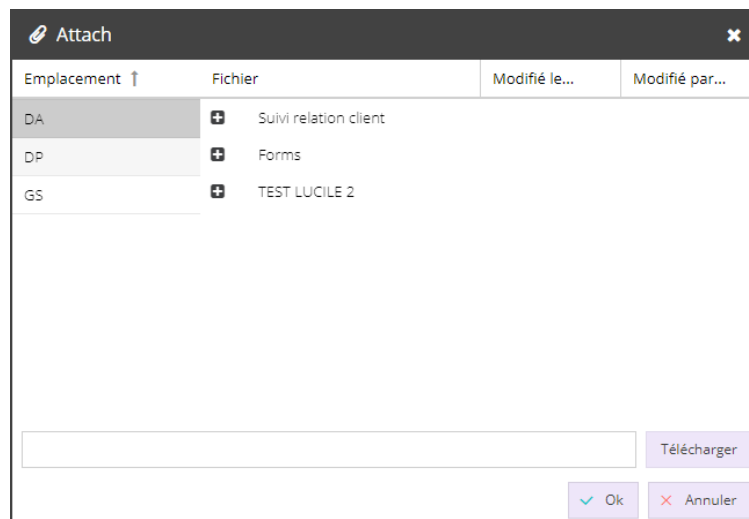 Attach
Emplacement Fichier Modifié le... Modifié par...
DA Suivi relation client
DP Forms
GS TEST LUCILE 2
Télécharger
Ok Annuler